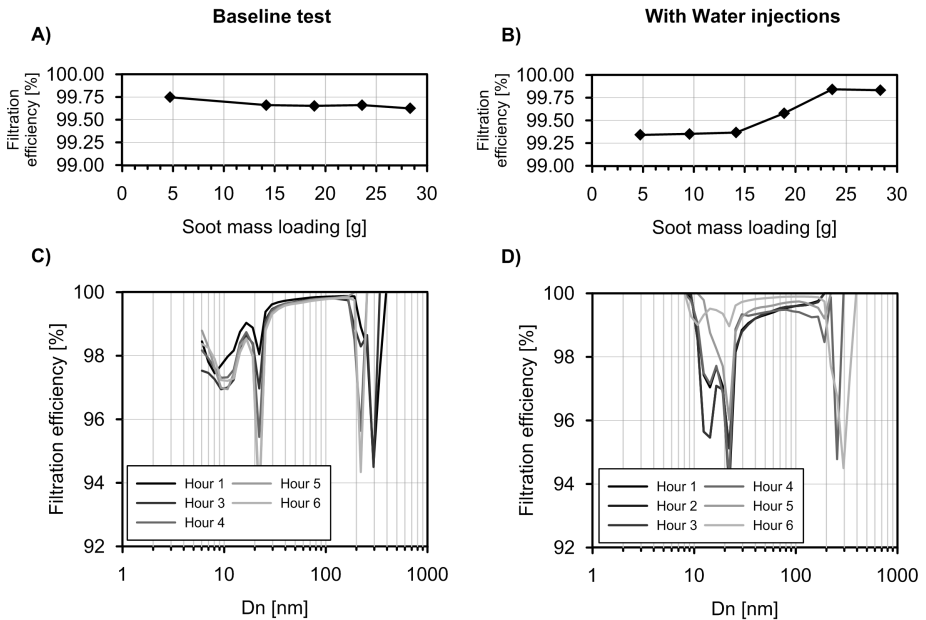 Baseline test
With Water injections
A)
B)
Filtration
efficiency [%]
100.00
99.75
99.50
99.25
99.00
0 5 10 15 20 25 30
Soot mass loading [g]
Filtration
efficiency [%]
100.00
99.75
99.50
99.25
99.00
0 5 10 15 20 25 30
Soot mass loading [g]
C)
D)
Filtration efficiency [%]
100
98
96
94
92
Hour 1 Hour 5
Hour 3 Hour 6
Hour 4
1 10 100 1000
Dn [nm]
Filtration efficiency [%]
100
98
96
94
92
Hour 1 Hour 4
Hour 2 Hour 5
Hour 3 Hour 6
1 10 100 1000
Dn [nm]